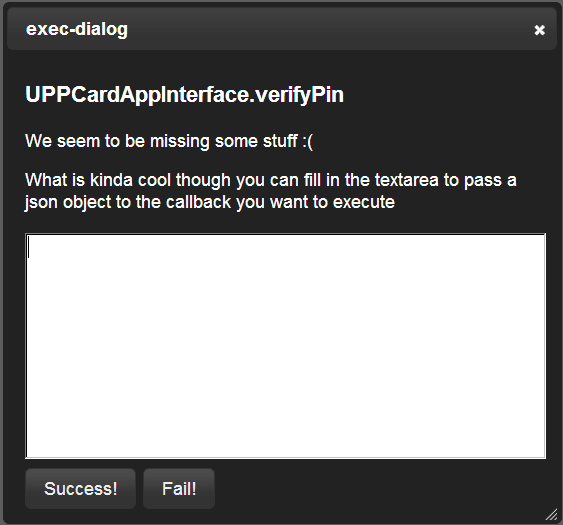 exec-dialog
UPPCardAppInterface.verifyPin
We seem to be missing some stuff :(
What is kinda cool though you can fill in the textarea to pass a
json object to the callback you want to execute
Success! Fail!